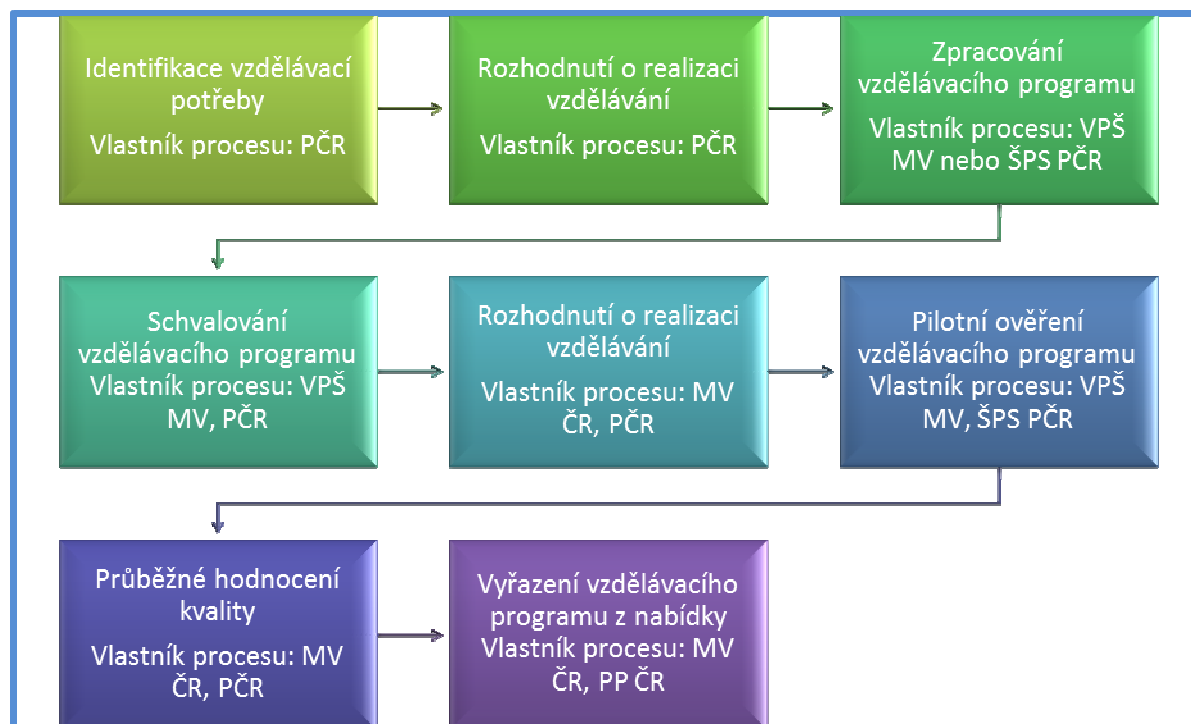 Identifikace vzdělávací
potřeby
Vlastník procesu: PČR
Rozhodnutí o realizaci
vzdělávání
Vlastník procesu: PČR
Zpracování
vzdělávacího programu
Vlastník procesu: VPŠ
MV nebo ŠPS PČR
Schvalování
vzdělávacího programu
Vlastník procesu: VPŠ
MV, PČR
Rozhodnutí o realizaci
vzdělávání
Vlastník procesu: MV
ČR, PČR
Pilotní ověření
vzdělávacího programu
Vlastník procesu: VPŠ
MV, ŠPS PČR
Průběžné hodnocení
kvality
Vlastník procesu: MV
ČR, PČR
Vyřazení vzdělávacího
programu z nabídky
Vlastník procesu: MV
ČR, PP ČR